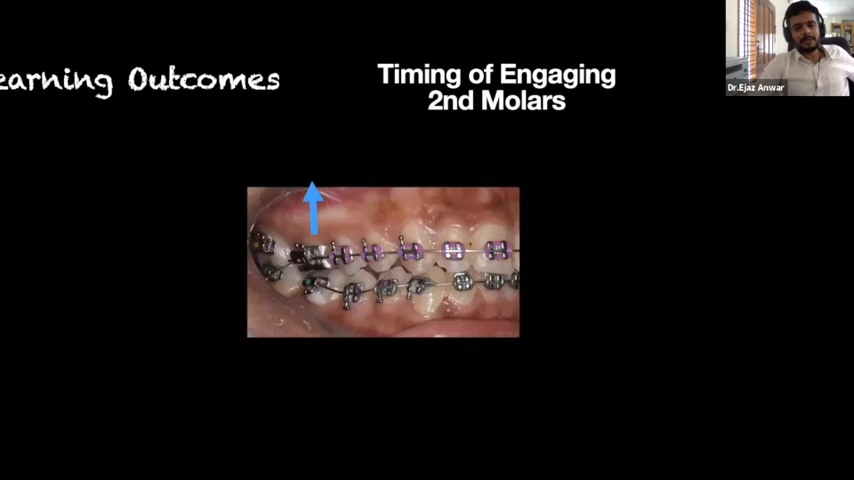 earning Outcomes
Timing of Engaging
2nd Molars
Dr.Ejaz Anwar